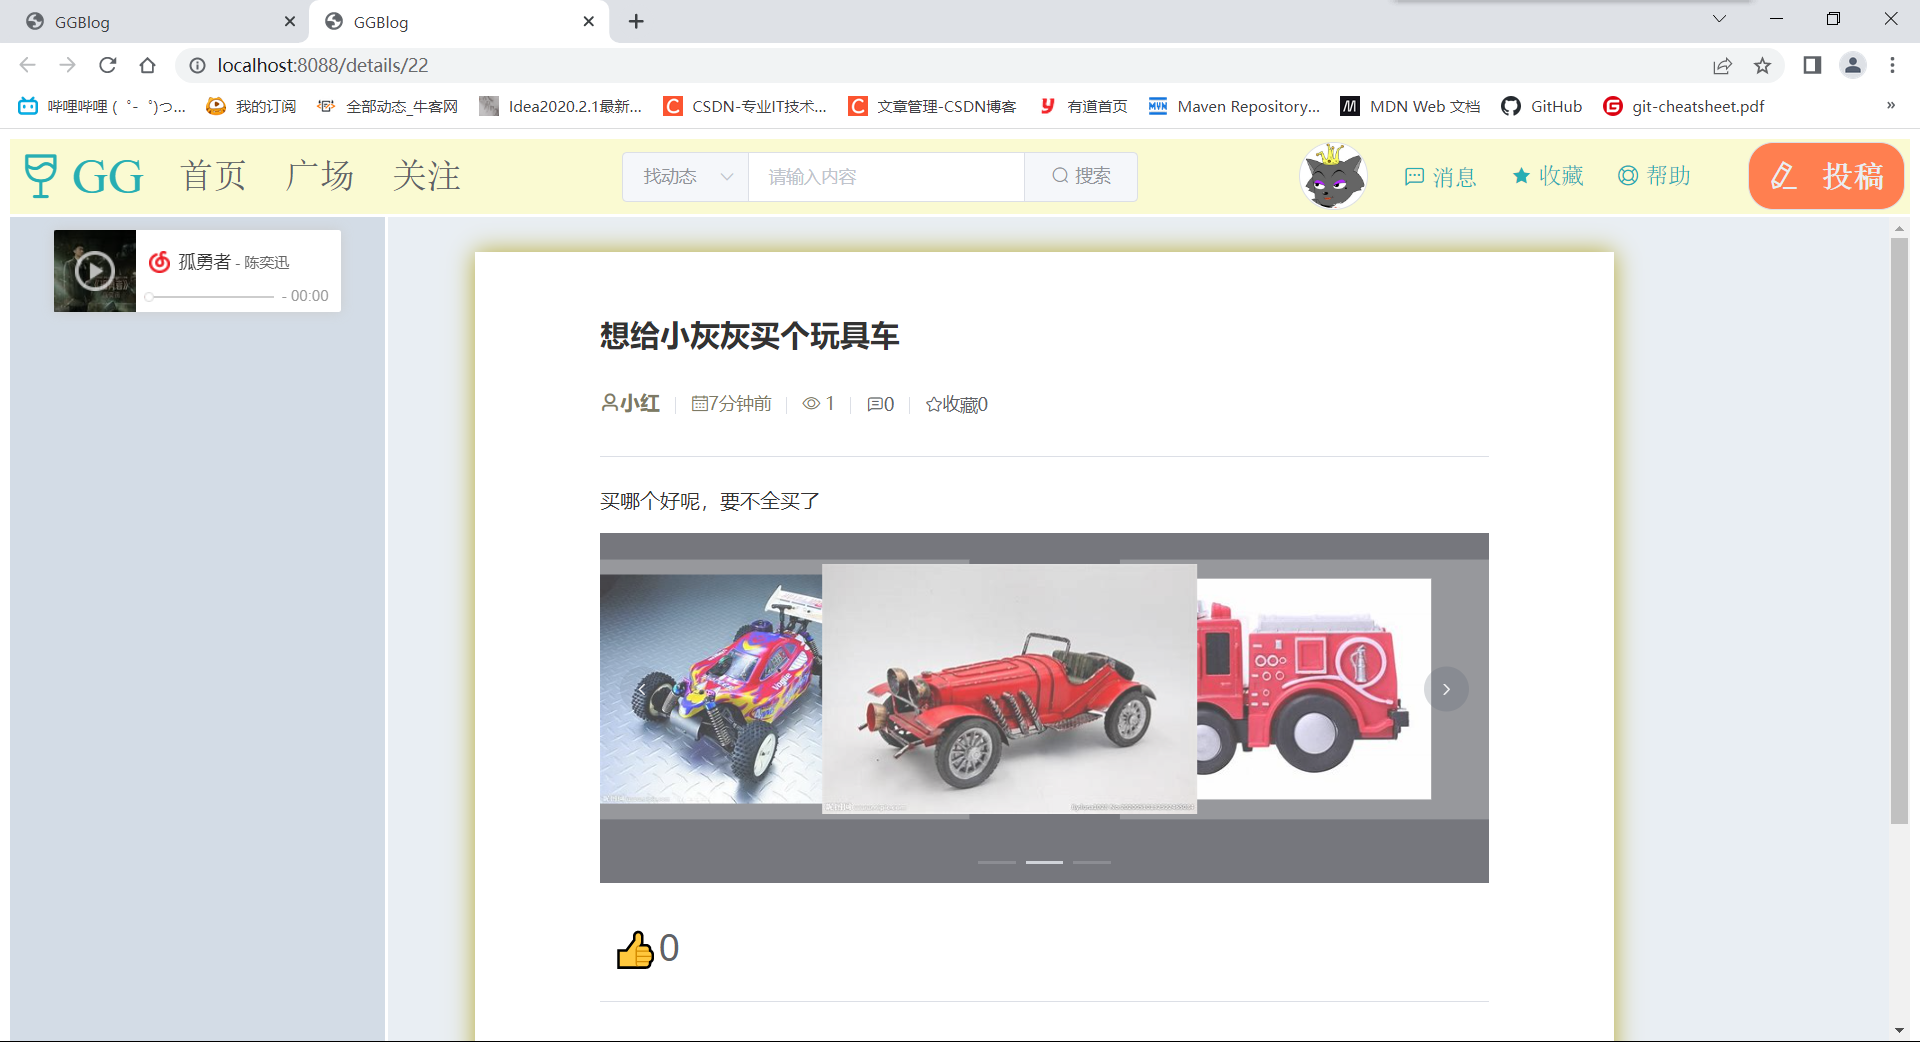 GGBlog
GGBlog
localhost:8088/details/22
哔哩哔哩 (゜-゜)つ...
我的订阅
全部动态_牛客网
Idea2020.2.1最新...
CSDN-专业IT技术...
文章管理-CSDN博客
有道首页
Maven Repository...
MDN Web 文档
GitHub
git-cheatsheet.pdf
»
GG 首页 广场 关注
找动态 请输入内容 搜索
消息 收藏 帮助 投稿
孤勇者 - 陈奕迅
- 00:00
想给小灰灰买个玩具车
小红 7分钟前 1 0 收藏0
买哪个好呢，要不全买了
0